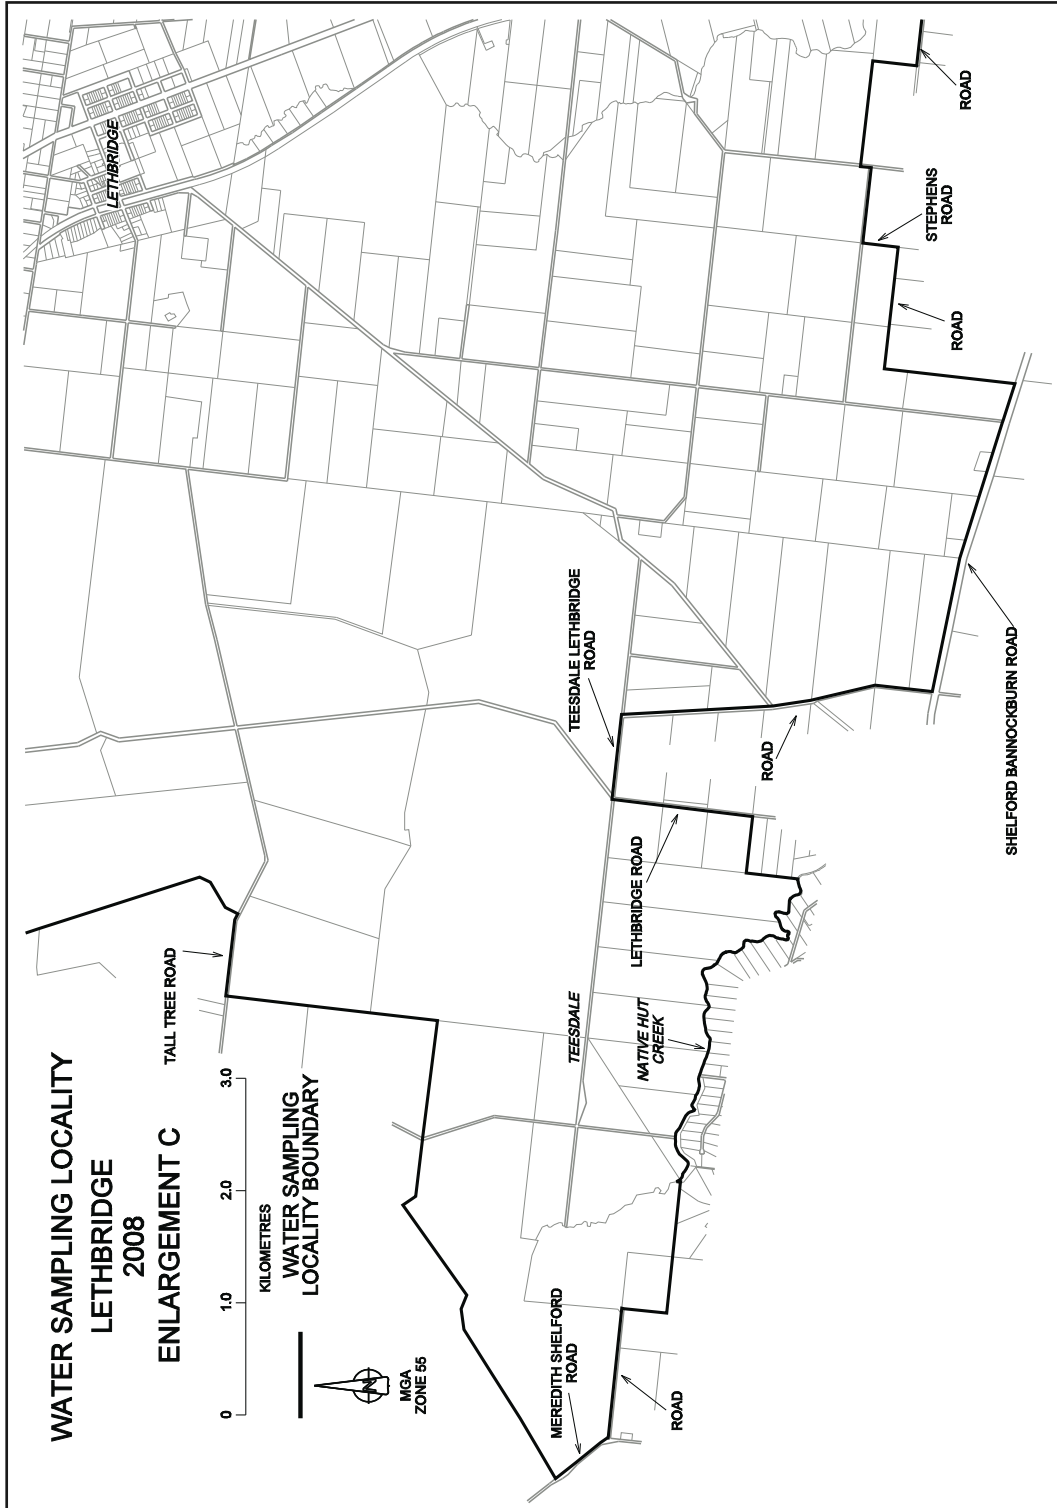 WATER SAMPLING LOCALITY
LETHBRIDGE
2008
ENLARGEMENT C
0
1.0
2.0
3.0
KILOMETRES
WATER SAMPLING
LOCALITY BOUNDARY
N
MGA
ZONE 55
TALL TREE ROAD
LETHBRIDGE
TEESDALE
TEESDALE LETHBRIDGE
ROAD
LETHBRIDGE ROAD
NATIVE HUT
CREEK
MEREDITH SHELFORD
ROAD
ROAD
ROAD
SHELFORD BANNOCKBURN ROAD
ROAD
STEPHENS
ROAD
ROAD